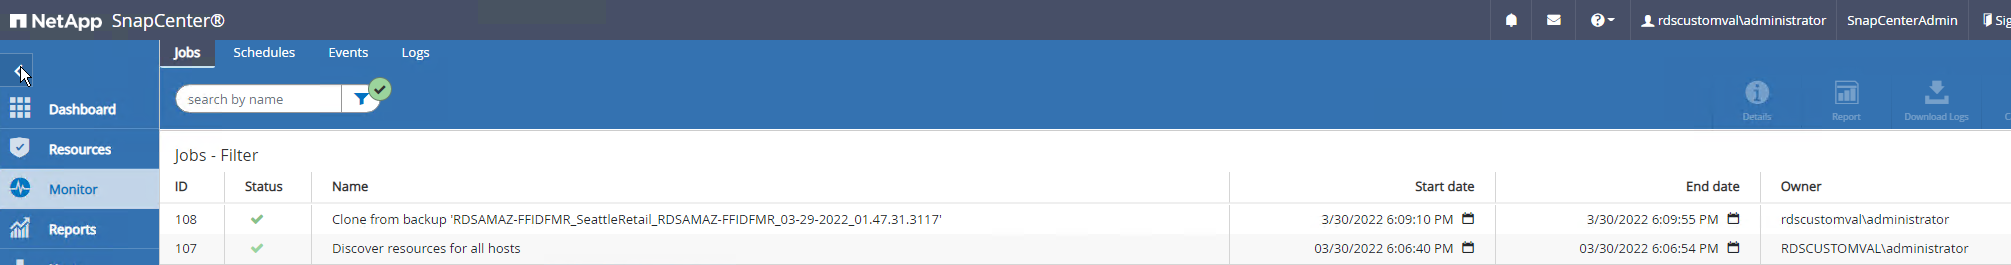 NetApp SnapCenter®
rdscustomval\administrator SnapCenterAdmin
Jobs Schedules Events Logs
search by name
Dashboard
Resources
Monitor
Reports
Details Report Download Logs
Jobs - Filter
ID Status Name Start date End date Owner
108 Clone from backup 'RDSAMAZ-FFIDFMR_SeattleRetail_RDSAMAZ-FFIDFMR_03-29-2022_01.47.31.3117' 3/30/2022 6:09:10 PM 3/30/2022 6:09:55 PM rdscustomval\administrator
107 Discover resources for all hosts 03/30/2022 6:06:40 PM 03/30/2022 6:06:54 PM RDSCUSTOMVAL\administrator